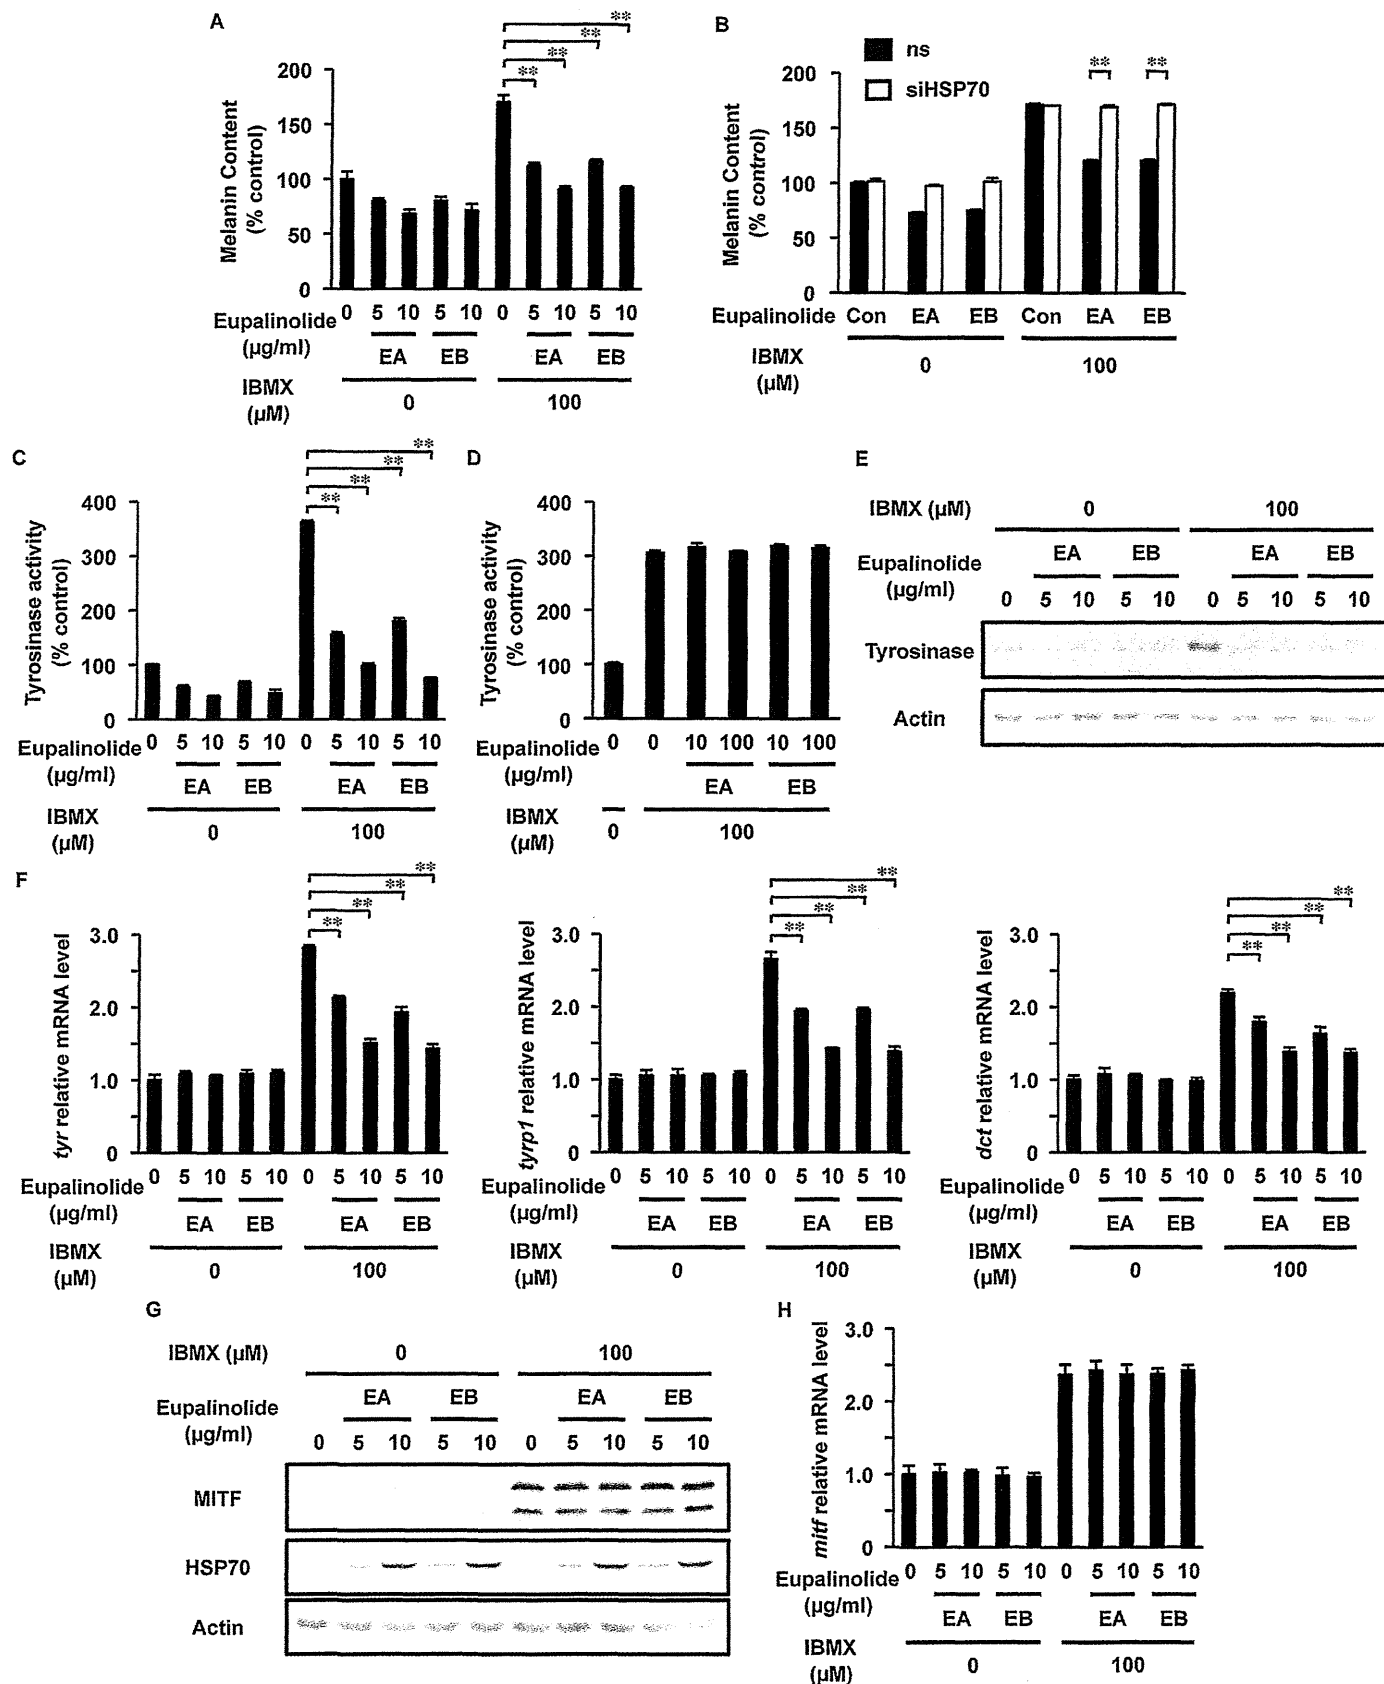 A
Melanin Content
(% control)
200
150
100
50
0
** ** ** **
Eupalinolide
(µg/ml)
0 5 10 5 10 0 5 10 5 10
EA EB EA EB
IBMX
(µM)
0 100
B
ns
siHSP70
Melanin Content
(% control)
200
150
100
50
0
** **
Eupalinolide Con EA EB Con EA EB
IBMX
(µM)
0 100
C
Tyrosinase activity
(% control)
400
300
200
100
0
** ** ** **
Eupalinolide
(µg/ml)
0 5 10 5 10 0 5 10 5 10
EA EB EA EB
IBMX
(µM)
0 100
D
Tyrosinase activity
(% control)
400
300
200
100
0
Eupalinolide
(µg/ml)
0 0 10 100 10 100
EA EB
IBMX
(µM)
0 100
E
IBMX (µM) 0 100
EA EB EA EB
Eupalinolide
(µg/ml)
0 5 10 5 10 0 5 10 5 10
Tyrosinase
Actin
F
tyr relative mRNA level
3.0
2.0
1.0
0
** ** ** **
Eupalinolide
(µg/ml)
0 5 10 5 10 0 5 10 5 10
EA EB EA EB
IBMX
(µM)
0 100
tyrp1 relative mRNA level
3.0
2.0
1.0
0
** ** ** **
Eupalinolide
(µg/ml)
0 5 10 5 10 0 5 10 5 10
EA EB EA EB
IBMX
(µM)
0 100
dct relative mRNA level
3.0
2.0
1.0
0
** ** ** **
Eupalinolide
(µg/ml)
0 5 10 5 10 0 5 10 5 10
EA EB EA EB
IBMX
(µM)
0 100
G
IBMX (µM) 0 100
EA EB EA EB
Eupalinolide
(µg/ml)
0 5 10 5 10 0 5 10 5 10
MITF
HSP70
Actin
H
mitf relative mRNA level
3.0
2.0
1.0
0
Eupalinolide
(µg/ml)
0 5 10 5 10 0 5 10 5 10
EA EB EA EB
IBMX
(µM)
0 100